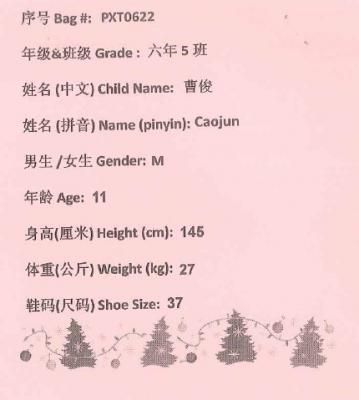 序号 Bag #: PXT0622
年级&班级 Grade : 六年 5 班
姓名 (中文) Child Name: 曹俊
姓名 (拼音) Name (pinyin): Caojun
男生 /女生 Gender: M
年龄 Age: 11
身高(厘米) Height (cm): 145
体重(公斤) Weight (kg): 27
鞋码(尺码) Shoe Size: 37